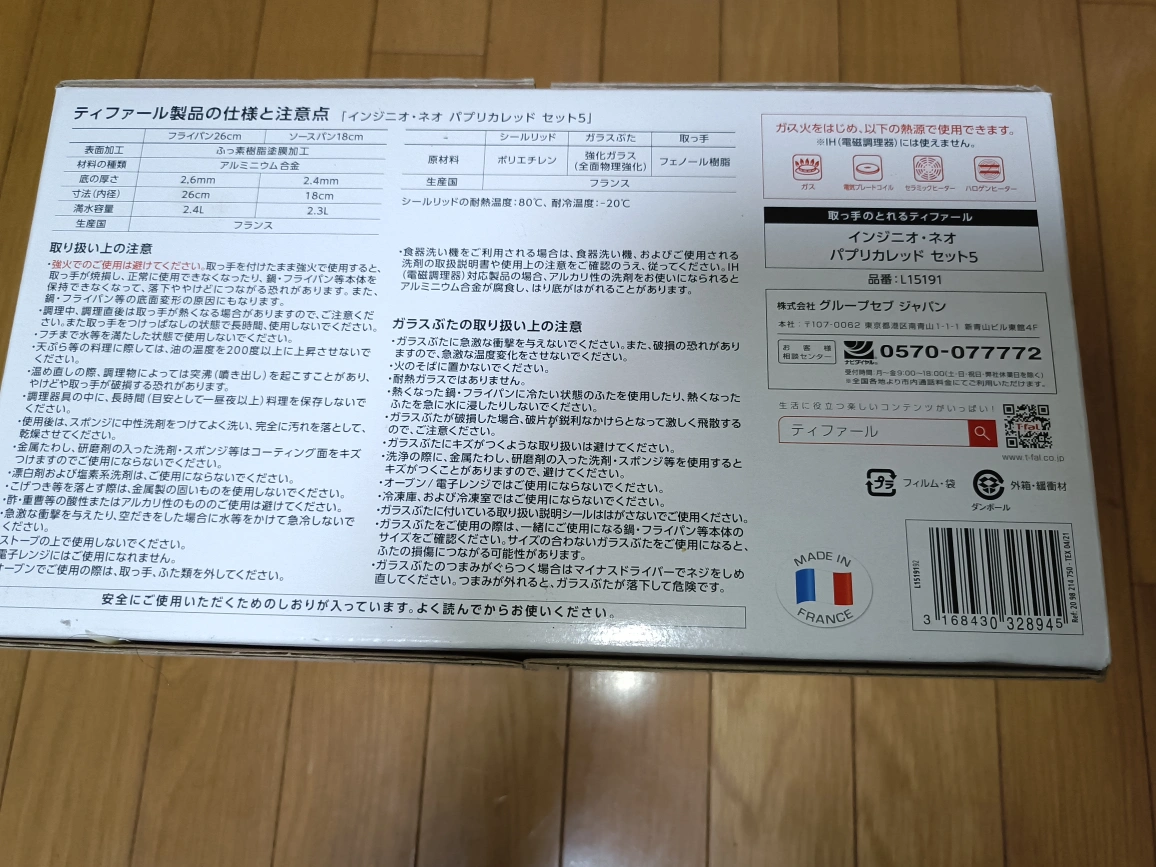 ティファール製品の仕様と注意点 「インジニオ・ネオ パプリカレッド セット5」
フライパン26cm ソースパン18cm
表面加工 ふっ素樹脂塗膜加工
材料の種類 アルミニウム合金
底の厚さ 2.6mm 2.4mm
寸法(内径) 26cm 18cm
満水容量 2.4L 2.3L
生産国 フランス
- シールリッド ガラスぶた 取っ手
原材料 ポリエチレン 強化ガラス(全面物理強化) フェノール樹脂
生産国 フランス
シールリッドの耐熱温度:80℃、耐冷温度:-20℃
取り扱い上の注意
・強火でのご使用は避けてください。取っ手を付けたまま強火で使用すると、
取っ手が焼損し、正常に使用できなくなったり、鍋・フライパン等本体を
保持できなくなって、落下ややけどにつながる恐れがあります。また、
鍋・フライパン等の底面変形の原因にもなります。
・調理中、調理直後は取っ手が熱くなる場合がありますので、ご注意くだ
さい。また取っ手をつけっぱなしの状態で長時間、使用しないでください。
・フチまで水等を満たした状態で使用しないでください。
・天ぷら等の料理に際しては、油の温度を200度以上に上昇させないで
ください。
・温め直しの際、調理物によっては突沸(噴き出し)を起こすことがあり、
やけどや取っ手が破損する恐れがあります。
・調理器具の中に、長時間(目安として一昼夜以上)料理を保存しないで
ください。
・使用後は、スポンジに中性洗剤をつけてよく洗い、完全に汚れを落として、
乾燥させてください。
・金属たわし、研磨剤の入った洗剤・スポンジ等はコーティング面をキズ
つけますのでご使用にならないでください。
・漂白剤および塩素系洗剤は、ご使用にならないでください。
・こげつき等を落とす際は、金属製の固いものを使用しないでください。
・酢・重曹等の酸性またはアルカリ性のもののご使用は避けてください。
・急激な衝撃を与えたり、空だきをした場合に水等をかけて急冷しないで
ください。
ストーブの上で使用しないでください。
電子レンジにはご使用になれません。
オーブンでご使用の際は、取っ手、ふた類を外してください。
・食器洗い機をご利用される場合は、食器洗い機、およびご使用される
洗剤の取扱説明書や使用上の注意をご確認のうえ、従ってください。IH
(電磁調理器)対応製品の場合、アルカリ性の洗剤をお使いになられると
アルミニウム合金が腐食し、はり底がはがれることがあります。
ガラスぶたの取り扱い上の注意
・ガラスぶたに急激な衝撃を与えないでください。また、破損の恐れがあり
ますので、急激な温度変化をさせないでください。
・火のそばに置かないでください。
・耐熱ガラスではありません。
・熱くなった鍋・フライパンに冷たい状態のふたを使用したり、熱くなった
ふたを急に水に浸したりしないでください。
・ガラスぶたが破損した場合、破片が鋭利なかけらとなって激しく飛散する
ので、ご注意ください。
・ガラスぶたにキズがつくような取り扱いは避けてください。
・洗浄の際に、金属たわし、研磨剤の入った洗剤・スポンジ等を使用すると
キズがつくことがありますので、避けてください。
・オーブン/電子レンジではご使用にならないでください。
・冷凍庫、および冷凍室ではご使用にならないでください。
・ガラスぶたに付いている取り扱い説明シールははがさないでご使用ください。
・ガラスぶたをご使用の際は、一緒にご使用になる鍋・フライパン等本体の
サイズをご確認ください。サイズの合わないガラスぶたをご使用になると、
ふたの損傷につながる可能性があります。
・ガラスぶたのつまみがぐらつく場合はマイナスドライバーでネジをしめ
直してください。つまみが外れると、ガラスぶたが落下して危険です。
安全にご使用いただくためのしおりが入っています。よく読んでからお使いください。
ガス火をはじめ、以下の熱源で使用できます。
※IH(電磁調理器)には使えません。
ガス 電気プレートコイル セラミックヒーター ハロゲンヒーター
取っ手のとれるティファール
インジニオ・ネオ
パプリカレッド セット5
品番:L15191
株式会社 グループセブ ジャパン
本社:〒107-0062 東京都港区南青山1-1-1 新青山ビル東館4F
お客様
相談センター
ナビダイヤル 0570-077772
受付時間 月~金9:00~18:00(土・日・祝日・弊社休業日を除く)
※全国各地より市内通話料金にてご利用いただけます。
生活に役立つ楽しいコンテンツがいっぱい!
ティファール
T-fal
www.t-fal.co.jp
プラ フィルム・袋
ダンボール 外箱・緩衝材
MADE IN
FRANCE
L1519192
3 168430 328945
Ref: 20 98 214 750 - TEX 04/21